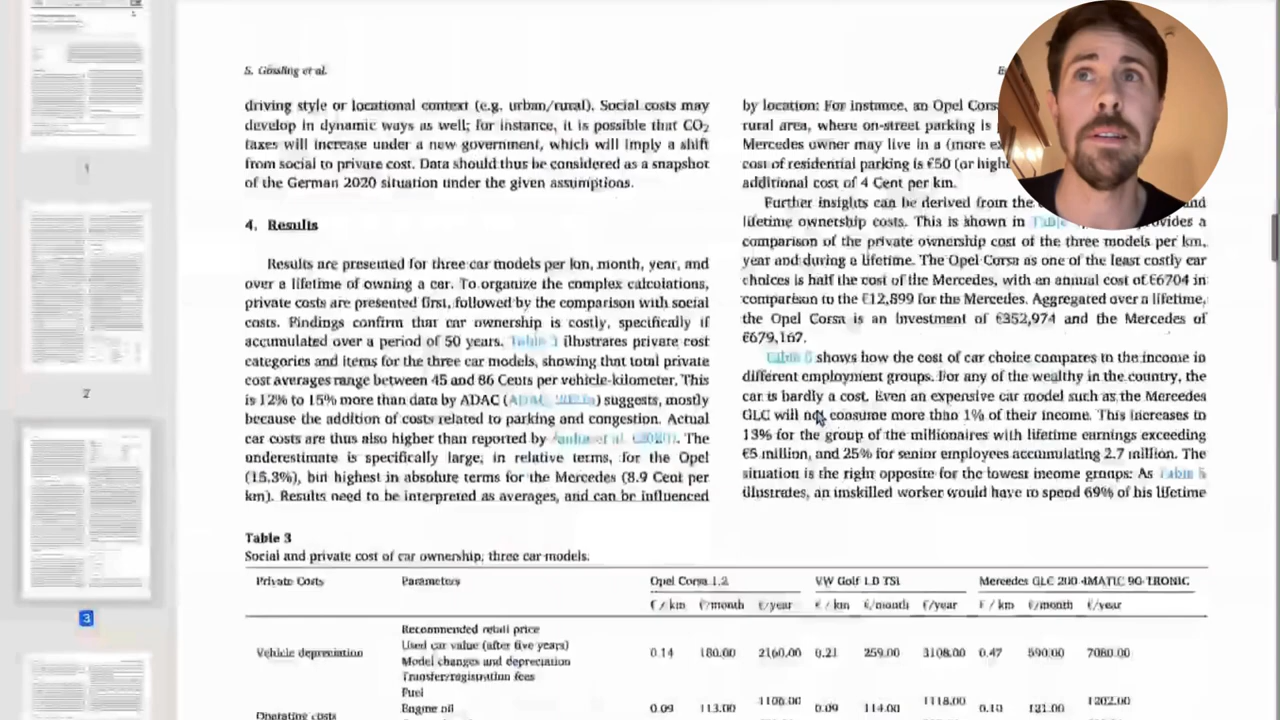 S. Gössling et al.
driving style or locational context (e.g. urbm/rural). Social costs may
develop in dynamic ways as well; for instance, it is possible that CO₂
taxes will increase under a new government, which will imply a shift
from social to private cost. Data should thus be considered as a snapshot
of the German 2020 situation under the given assumptions.
4. Results
Results are presented for three car models per km, month, year, and
over a lifetime of owning a car. To organize the complex calculations,
private costs are presented first, followed by the comparison with social
costs. Findings confirm that car ownership is costly, specifically if
accumulated over a period of 50 years. Table 3 illustrates private cost
categories and items for the three car models, showing that total private
cost averages range between 45 and 86 Cents per vehicle-kilometer. This
is 12% to 15% more than data by ADAC (ADAC, ) suggests, mostly
because the addition of costs related to parking and congestion. Actual
car costs are thus also higher than reported by et al. (2020). The
underestimate is specifically large, in relative terms, for the Opel
(15.3%), but highest in absolute terms for the Mercedes (8.9 Cent per
km). Results need to be interpreted as averages, and can be influenced
by location: For instance, an Opel Cors
rural area, where on-street parking is
Mercedes owner may live in a (more ex
cost of residential parking is €50 (or high
additional cost of 4 Cent per km.
Further insights can be derived from the and
lifetime ownership costs. This is shown in Table vides a
comparison of the private ownership cost of the three models per km,
year and during a lifetime. The Opel Corsa as one of the least costly car
choices is half the cost of the Mercedes, with an annual cost of €6704 in
comparison to the €12,899 for the Mercedes. Aggregated over a lifetime,
the Opel Corsa is an Investment of €352,974 and the Mercedes of
€679,167.
shows how the cost of car choice compares to the income in
different employment groups. For any of the wealthy in the country, the
car is hardly a cost. Even an expensive car model such as the Mercedes
GLC will not consume more than 1% of their income. This increases to
13% for the group of the millionaires with lifetime earnings exceeding
€5 million, and 25% for senior employees accumulating 2.7 million. The
situation is the right opposite for the lowest income groups: As Table 5
illustrates, an unskilled worker would have to spend 69% of his lifetime
Table 3
Social and private cost of car ownership; three car models.
Private Costs Parameters Opel Corsa 1.2 VW Golf 1.0 TSI Mercedes GLC 200 4MATIC 9G-TRONIC
€ / km €/month €/year € / km €/month €/year € / km €/month €/year
Recommended retail price
Used car value (after five years)
Vehicle depreciation 0.14 180.00 2160.00 0.21 259.00 3108.00 0.47 590.00 7080.00
Model changes and depreciation
Transfer/registration fees
Fuel
Engine oil 0.09 113.00 0.09 1118.00 114.00 0.10 1202.00
Operating costs
1
2
3